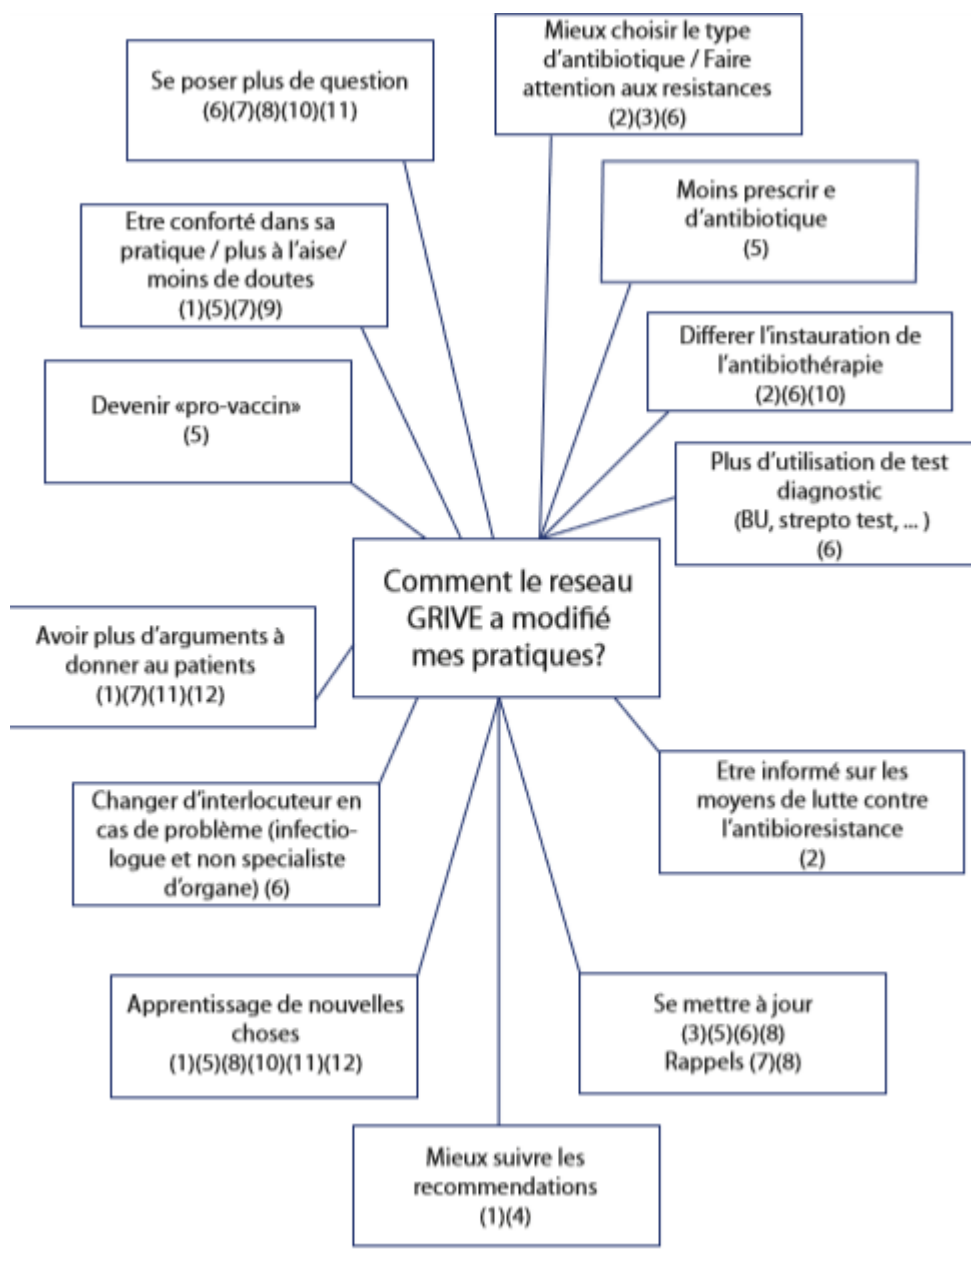 Mieux choisir le type
d'antibiotique / Faire
attention aux resistances
(2)(3)(6)
Se poser plus de question
(6)(7)(8)(10)(11)
Moins prescrir e
d'antibiotique
(5)
Etre conforté dans sa
pratique / plus à l'aise/
moins de doutes
(1)(5)(7)(9)
Differer l'instauration de
l'antibiothérapie
(2)(6)(10)
Devenir «pro-vaccin»
(5)
Plus d'utilisation de test
diagnostic
(BU, strepto test, ... )
(6)
Comment le reseau
GRIVE a modifié
mes pratiques?
Avoir plus d'arguments à
donner au patients
(1)(7)(11)(12)
Etre informé sur les
moyens de lutte contre
l'antibioresistance
(2)
Changer d'interlocuteur en
cas de problème (infectio-
logue et non specialiste
d'organe) (6)
Apprentissage de nouvelles
choses
(1)(5)(8)(10)(11)(12)
Se mettre à jour
(3)(5)(6)(8)
Rappels (7)(8)
Mieux suivre les
recommendations
(1)(4)